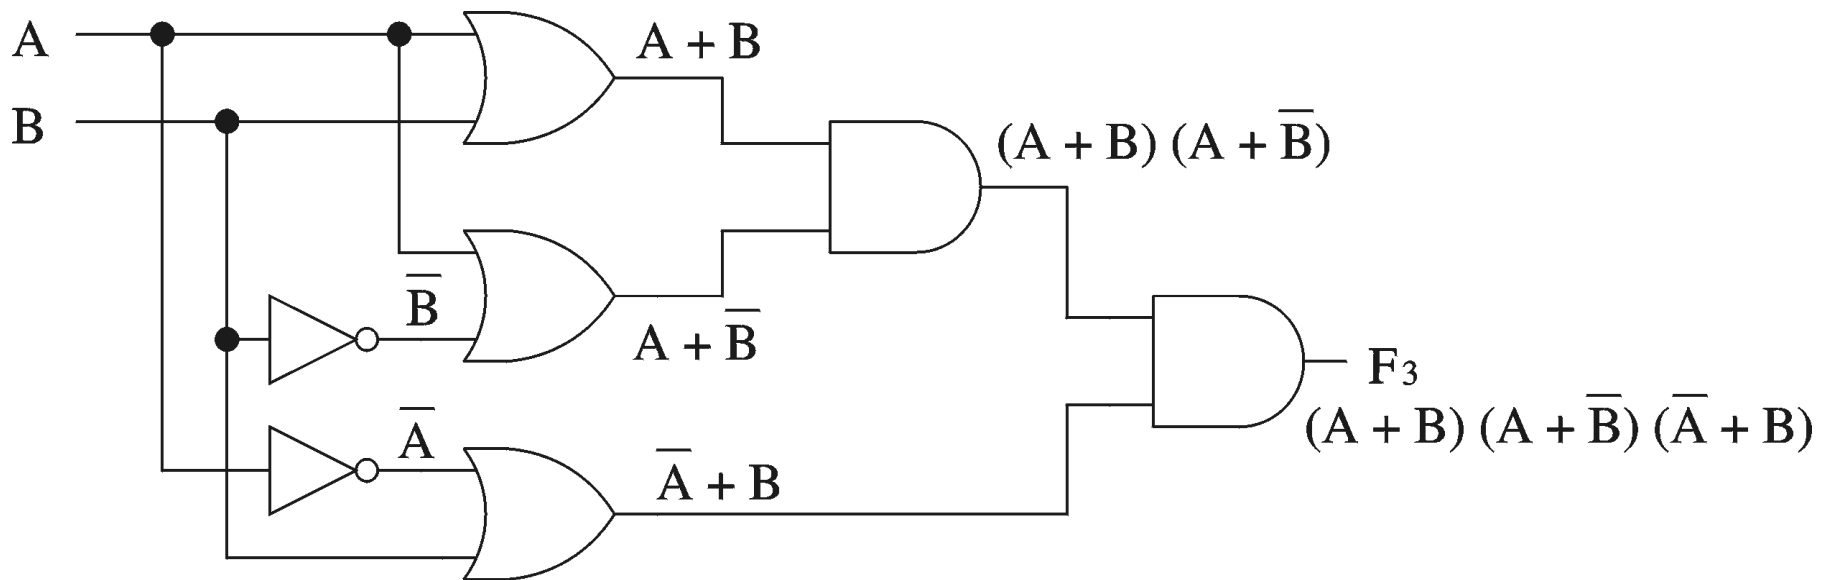 A
A + B
B
(A + B) (A + B̅)
B̅
A + B̅
F₃
(A + B) (A + B̅) (A̅ + B)
A̅
A̅ + B